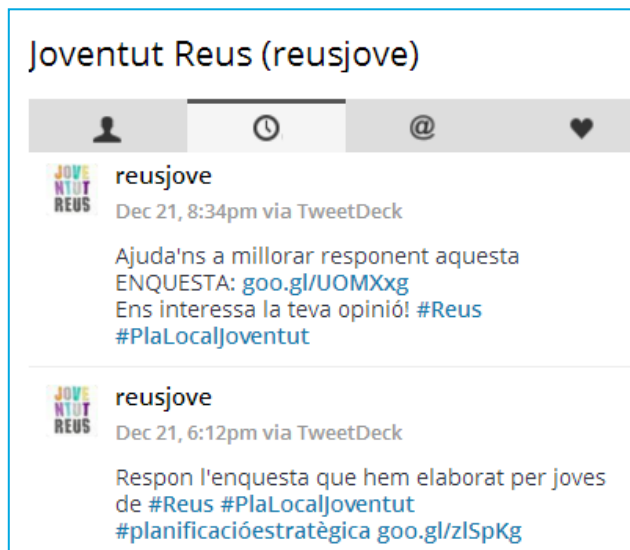 Joventut Reus (reusjove)
@
JOVE
NTUT
REUS
reusjove
Dec 21, 8:34pm via TweetDeck
Ajuda'ns a millorar responent aquesta
ENQUESTA: goo.gl/UOMXxg
Ens interessa la teva opinió! #Reus
#PlaLocalJoventut
JOVE
NTUT
REUS
reusjove
Dec 21, 6:12pm via TweetDeck
Respon l'enquesta que hem elaborat per joves
de #Reus #PlaLocalJoventut
#planificacióestratègica goo.gl/zlSpKg